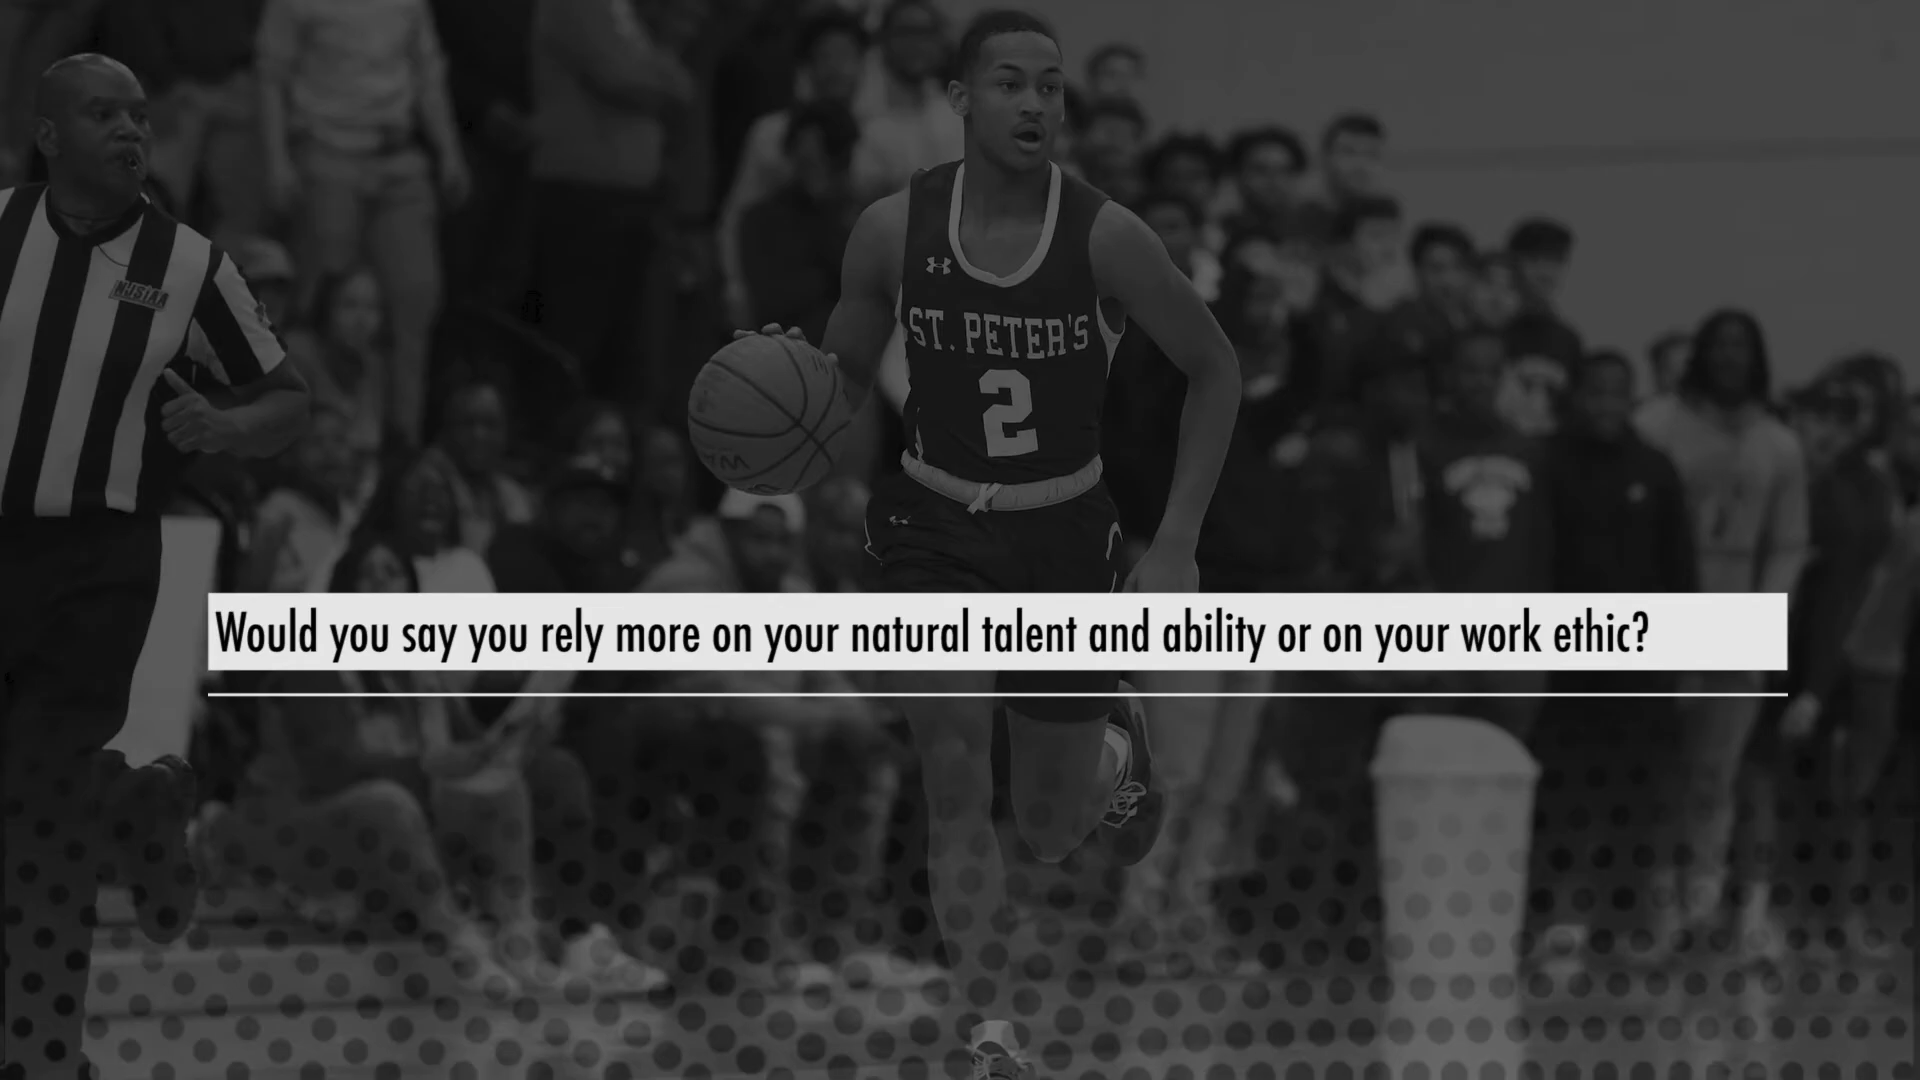 NJSIAA
ST. PETER'S
2
Would you say you rely more on your natural talent and ability or on your work ethic?